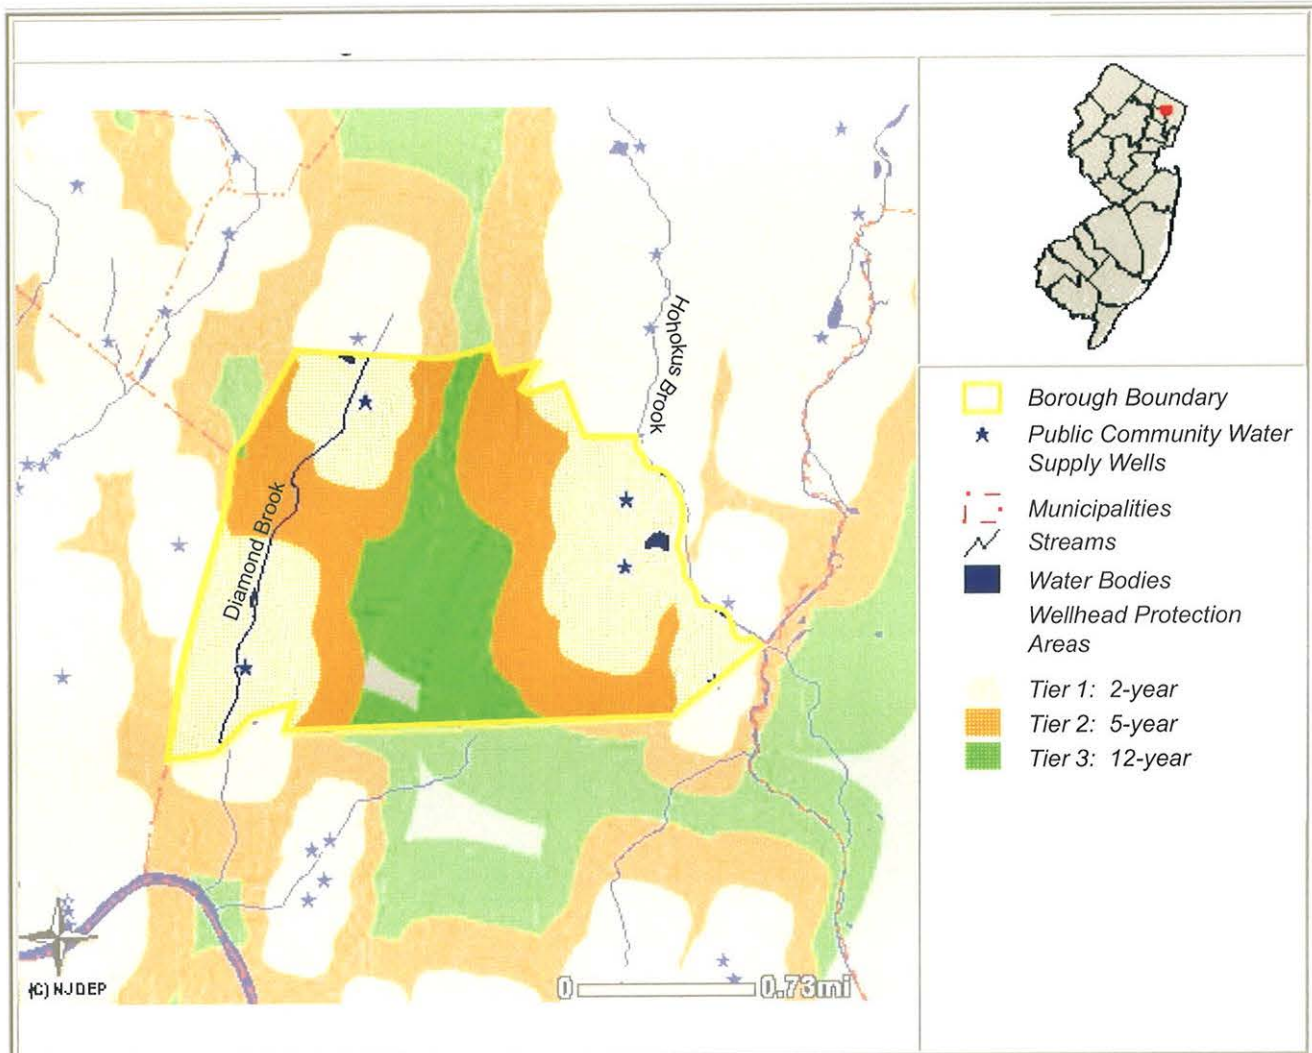 Hohokus Brook
Diamond Brook
(C) NJDEP
0 0.73mi
Borough Boundary
Public Community Water
Supply Wells
Municipalities
Streams
Water Bodies
Wellhead Protection
Areas
Tier 1: 2-year
Tier 2: 5-year
Tier 3: 12-year